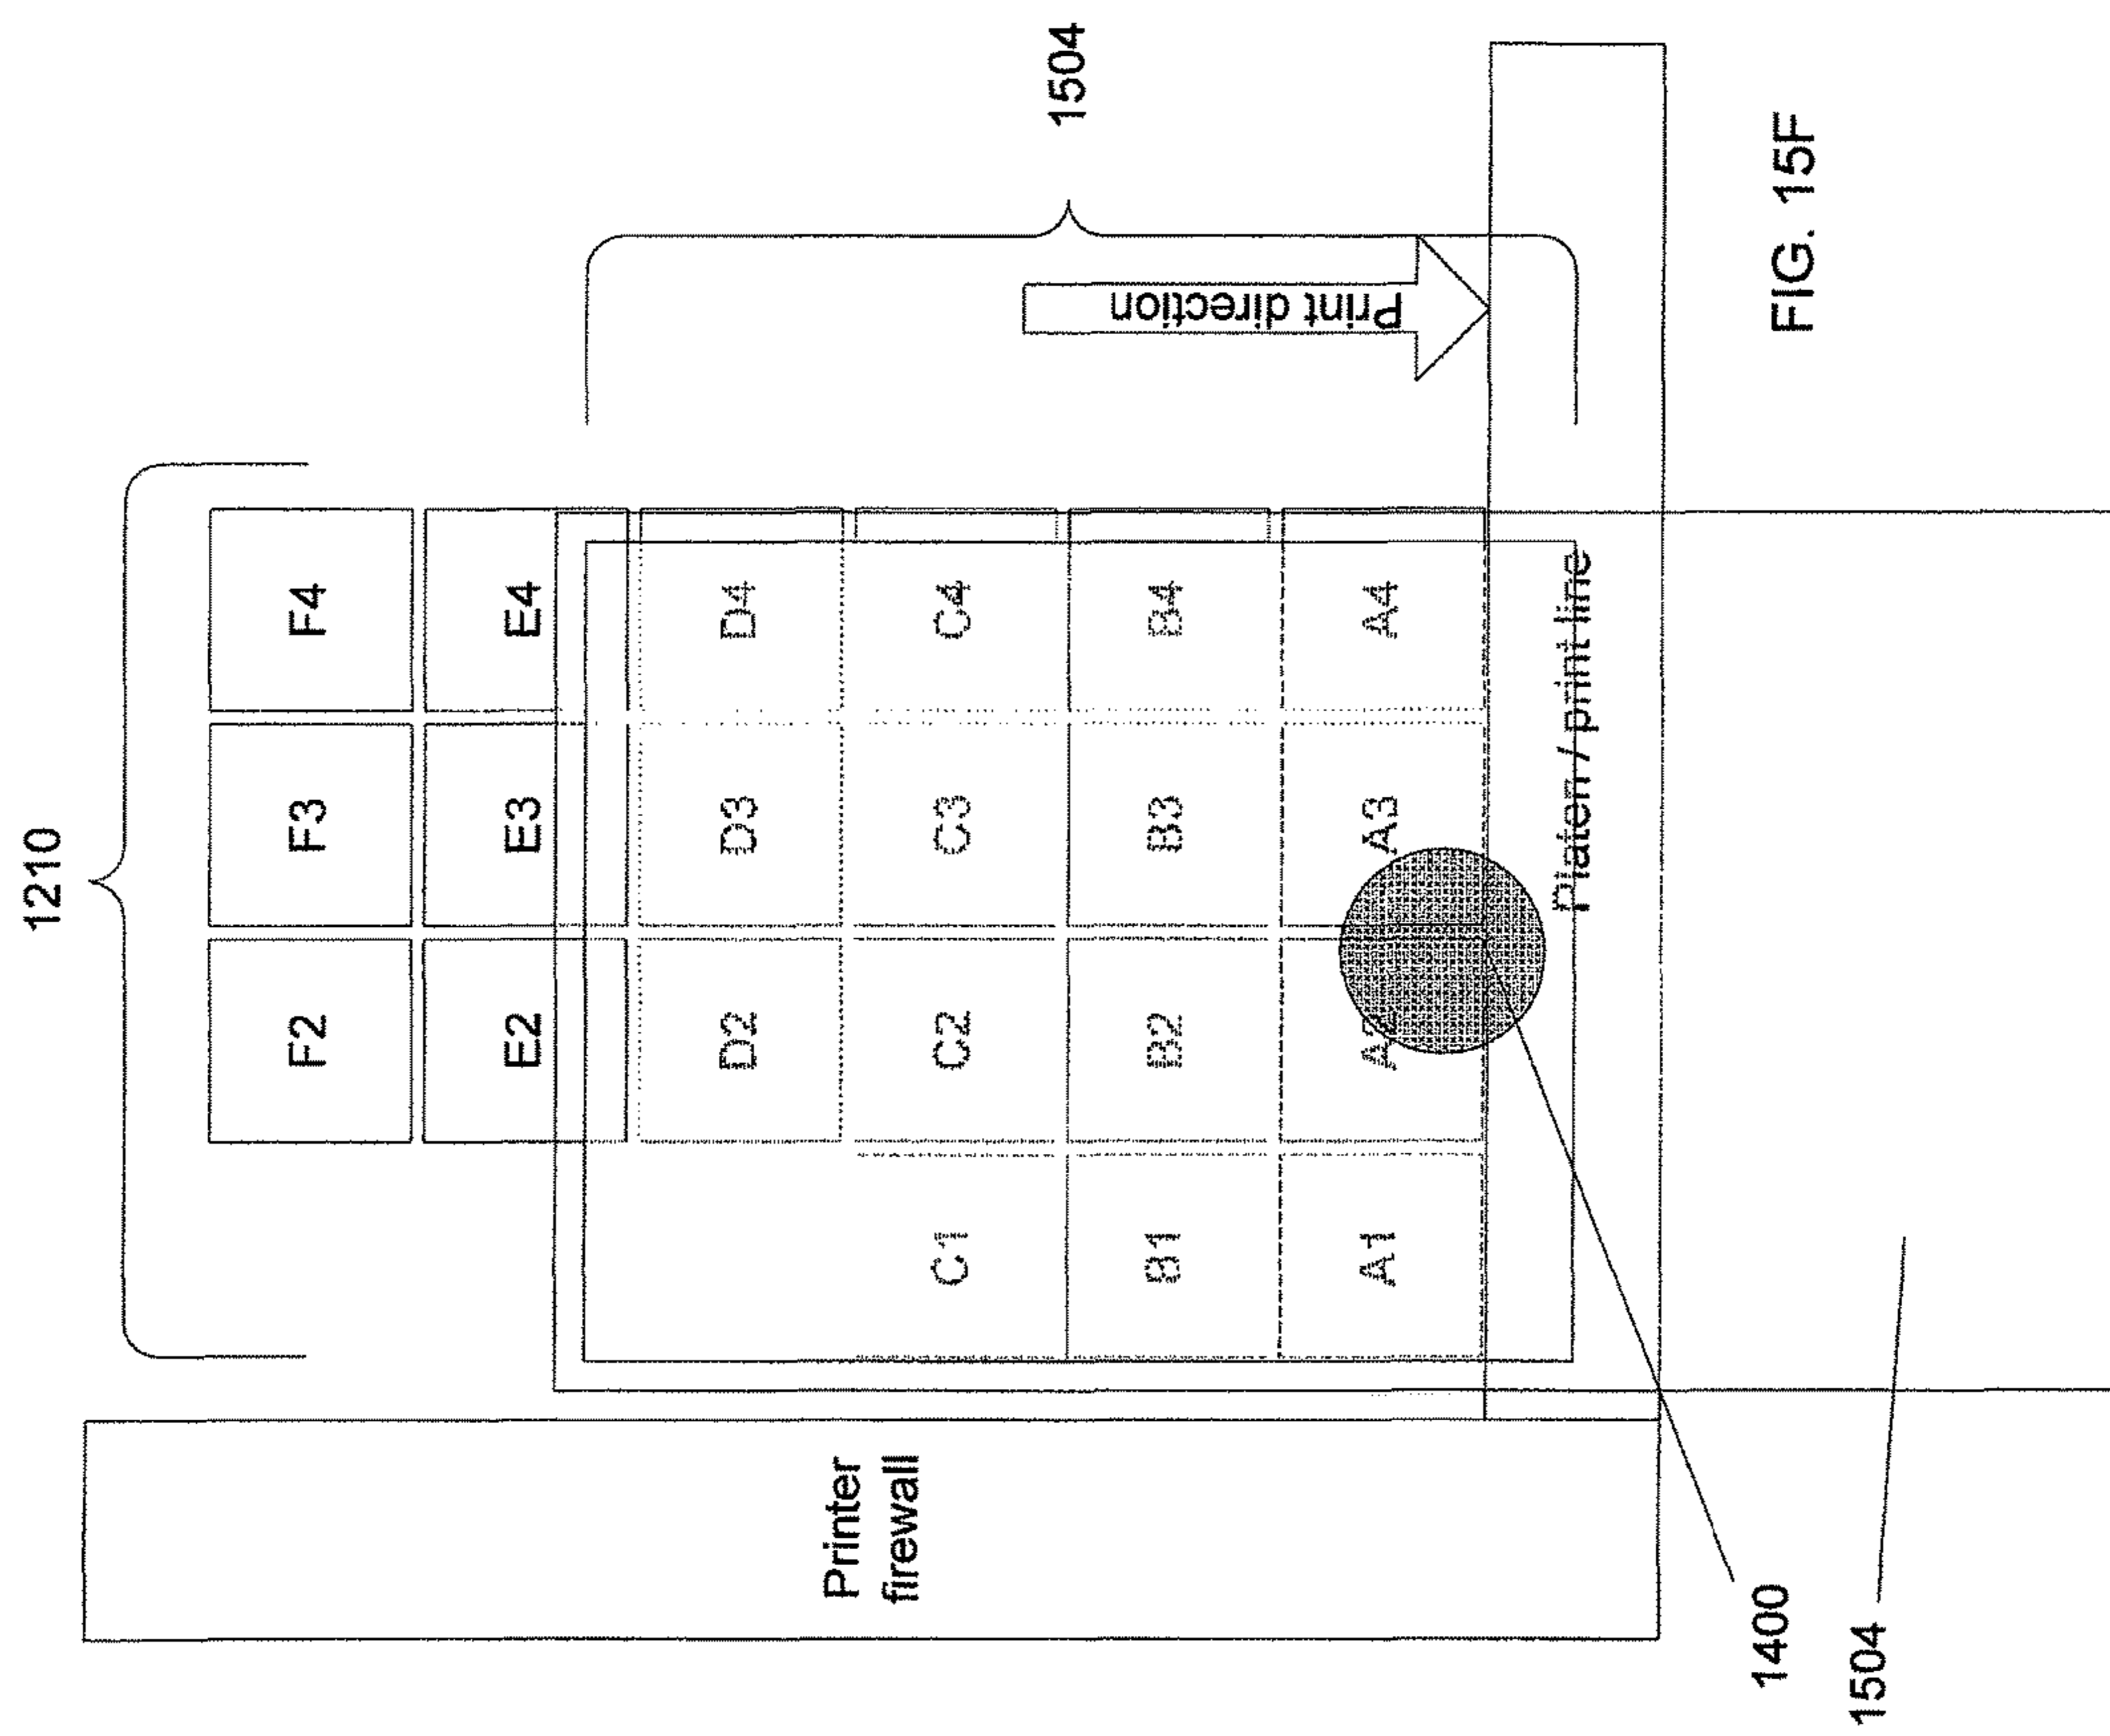 1210
F2 F3 F4
E2 E3 E4
D2 D3 D4
Printer
firewall
C1 C2 C3 C4
1504
B1 B2 B3 B4
Print direction
A1 A2 A3 A4
Platen / print line
1400
FIG. 15F
1504